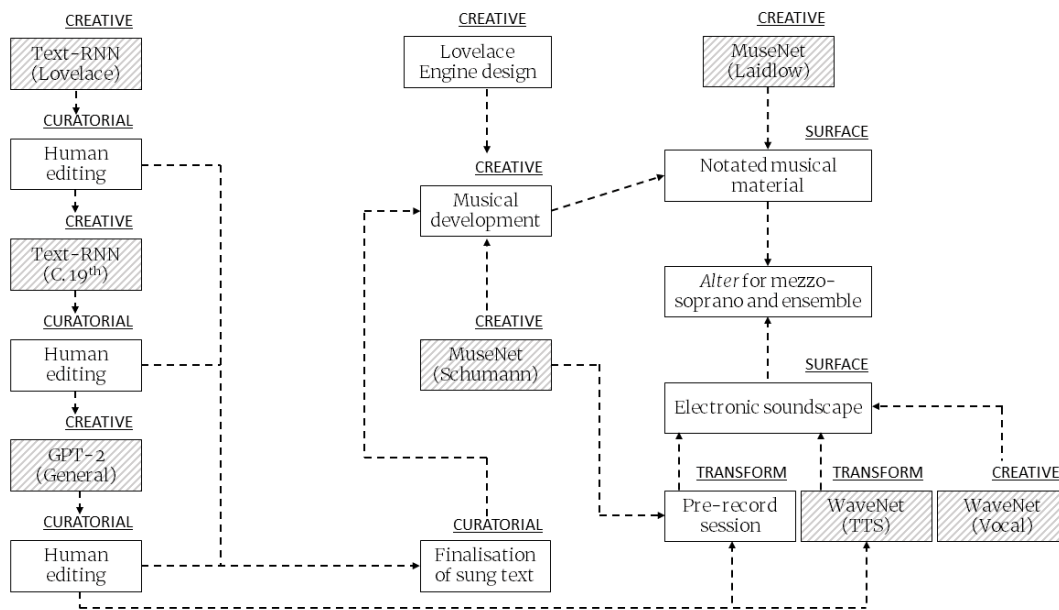 CREATIVE
Text-RNN
(Lovelace)
CURATORIAL
Human
editing
CREATIVE
Text-RNN
(C. 19th)
CURATORIAL
Human
editing
CREATIVE
GPT-2
(General)
CURATORIAL
Human
editing
CREATIVE
Lovelace
Engine design
CREATIVE
Musical
development
CREATIVE
MuseNet
(Schumann)
CURATORIAL
Finalisation
of sung text
CREATIVE
MuseNet
(Laidlow)
SURFACE
Notated musical
material
Alter for mezzo-
soprano and ensemble
SURFACE
Electronic soundscape
TRANSFORM
Pre-record
session
TRANSFORM
WaveNet
(TTS)
CREATIVE
WaveNet
(Vocal)